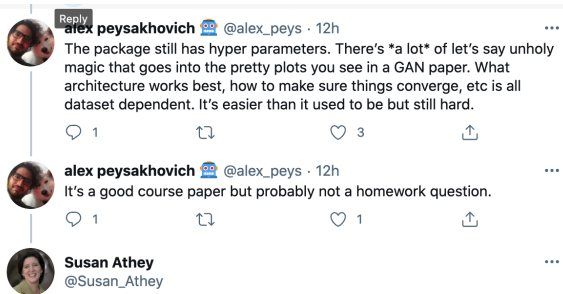 Reply
alex peysakhovich 🤖 @alex_peys · 12h
The package still has hyper parameters. There's *a lot* of let's say unholy
magic that goes into the pretty plots you see in a GAN paper. What
architecture works best, how to make sure things converge, etc is all
dataset dependent. It's easier than it used to be but still hard.
1 3
alex peysakhovich 🤖 @alex_peys · 12h
It's a good course paper but probably not a homework question.
1 1
Susan Athey
@Susan_Athey